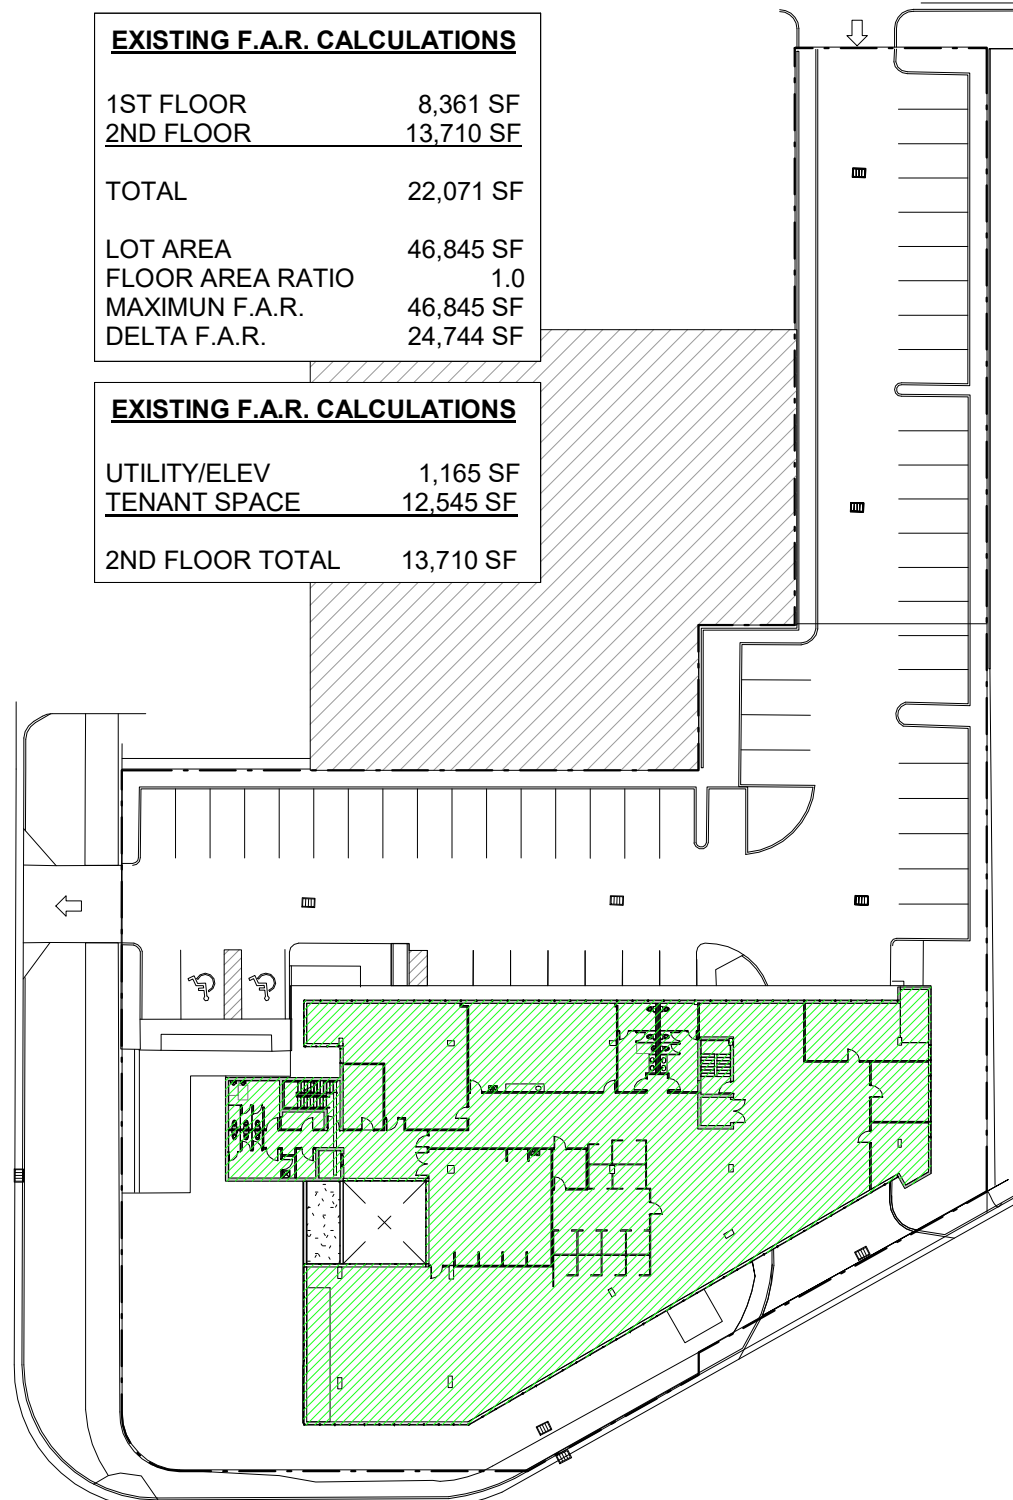 EXISTING F.A.R. CALCULATIONS
1ST FLOOR 8,361 SF
2ND FLOOR 13,710 SF
TOTAL 22,071 SF
LOT AREA 46,845 SF
FLOOR AREA RATIO 1.0
MAXIMUN F.A.R. 46,845 SF
DELTA F.A.R. 24,744 SF
EXISTING F.A.R. CALCULATIONS
UTILITY/ELEV 1,165 SF
TENANT SPACE 12,545 SF
2ND FLOOR TOTAL 13,710 SF